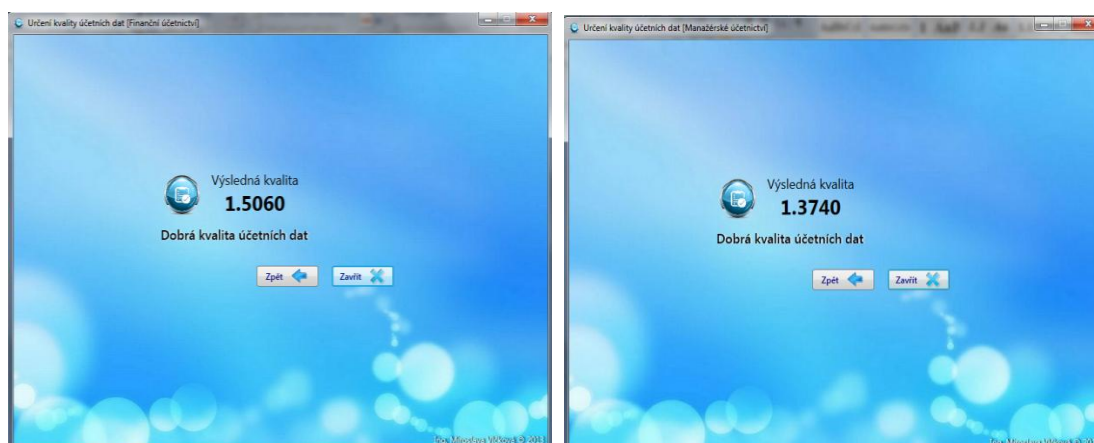 Určení kvality účetních dat [Finanční účetnictví]
Výsledná kvalita
1.5060
Dobrá kvalita účetních dat
Zpět
Zavřít
Určení kvality účetních dat [Manažérské účetnictví]
Výsledná kvalita
1.3740
Dobrá kvalita účetních dat
Zpět
Zavřít